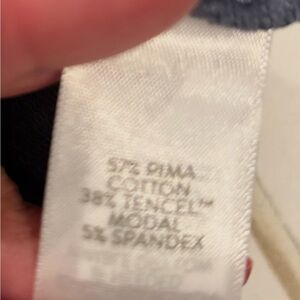 57% PIMA
COTTON
38% TENCEL™
MODAL
5% SPANDEX